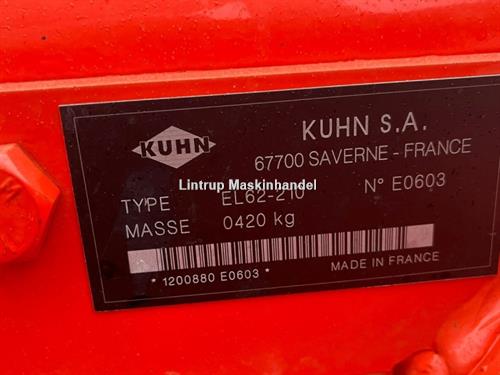 KUHN
KUHN S.A.
67700 SAVERNE - FRANCE
Lintrup Maskinhandel
TYPE EL62-210 N° E0603
MASSE 0420 kg
* 1200880 E0603 *
MADE IN FRANCE